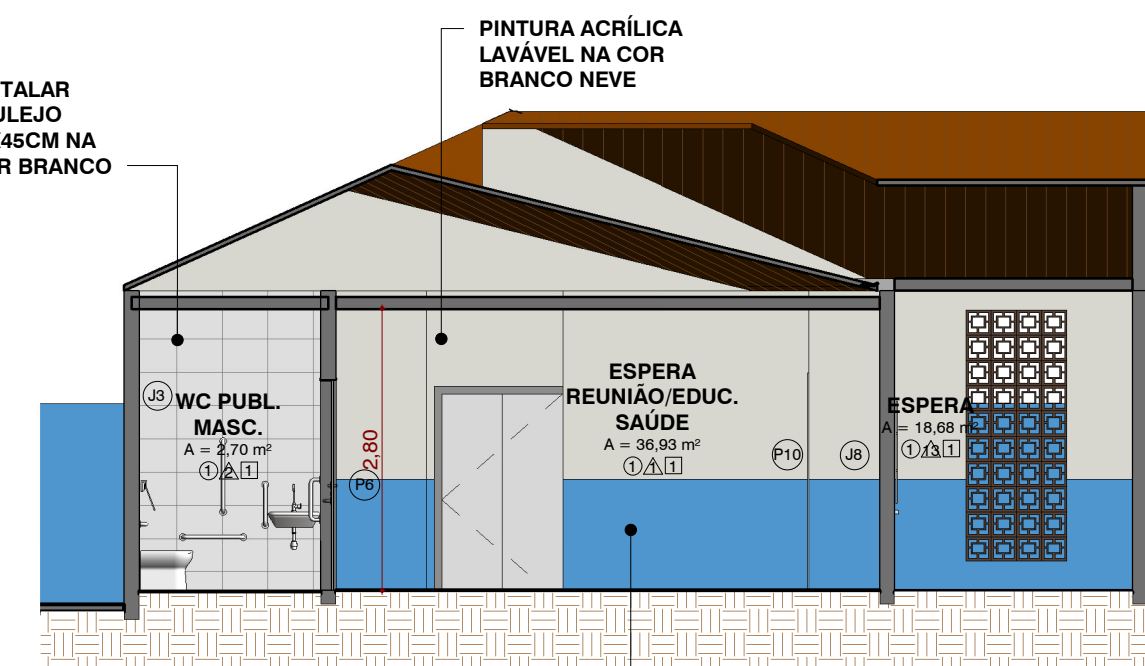 PINTURA ACRÍLICA
LAVÁVEL NA COR
BRANCO NEVE
TALAR
ULEJO
X45CM NA
R BRANCO
J3
WC PUBL.
MASC.
A = 2,70 m²
1 2 1
2,80
P6
ESPERA
REUNIÃO/EDUC.
SAÚDE
A = 36,93 m²
1 1 1
P10
J8
ESPERA
A = 18,68 m²
1 13 1